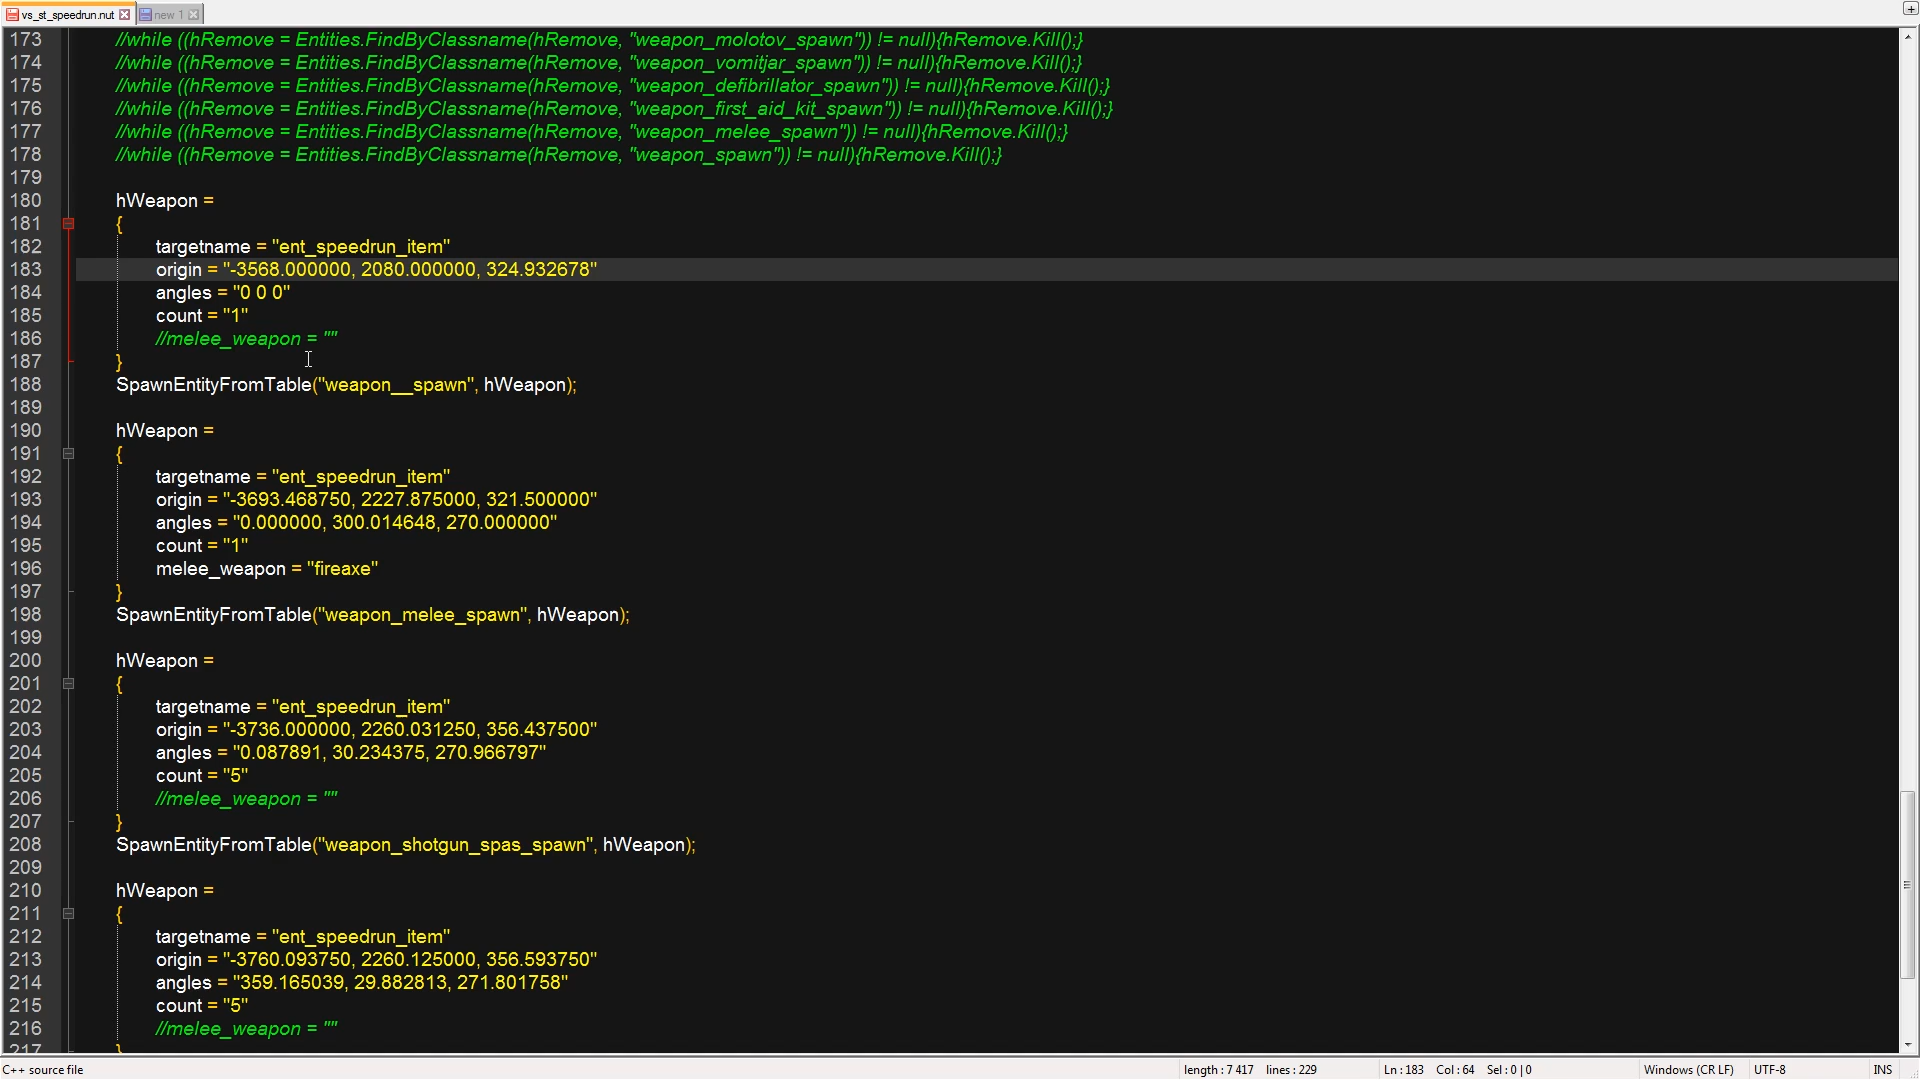 vs_st_speedrun.nut new 1
173 //while ((hRemove = Entities.FindByClassname(hRemove, "weapon_molotov_spawn")) != null){hRemove.Kill();}
174 //while ((hRemove = Entities.FindByClassname(hRemove, "weapon_vomitjar_spawn")) != null){hRemove.Kill();}
175 //while ((hRemove = Entities.FindByClassname(hRemove, "weapon_defibrillator_spawn")) != null){hRemove.Kill();}
176 //while ((hRemove = Entities.FindByClassname(hRemove, "weapon_first_aid_kit_spawn")) != null){hRemove.Kill();}
177 //while ((hRemove = Entities.FindByClassname(hRemove, "weapon_melee_spawn")) != null){hRemove.Kill();}
178 //while ((hRemove = Entities.FindByClassname(hRemove, "weapon_spawn")) != null){hRemove.Kill();}
179
180 hWeapon =
181 {
182 targetname = "ent_speedrun_item"
183 origin = "-3568.000000, 2080.000000, 324.932678"
184 angles = "0 0 0"
185 count = "1"
186 //melee_weapon = ""
187 }
188 SpawnEntityFromTable("weapon__spawn", hWeapon);
189
190 hWeapon =
191 {
192 targetname = "ent_speedrun_item"
193 origin = "-3693.468750, 2227.875000, 321.500000"
194 angles = "0.000000, 300.014648, 270.000000"
195 count = "1"
196 melee_weapon = "fireaxe"
197 }
198 SpawnEntityFromTable("weapon_melee_spawn", hWeapon);
199
200 hWeapon =
201 {
202 targetname = "ent_speedrun_item"
203 origin = "-3736.000000, 2260.031250, 356.437500"
204 angles = "0.087891, 30.234375, 270.966797"
205 count = "5"
206 //melee_weapon = ""
207 }
208 SpawnEntityFromTable("weapon_shotgun_spas_spawn", hWeapon);
209
210 hWeapon =
211 {
212 targetname = "ent_speedrun_item"
213 origin = "-3760.093750, 2260.125000, 356.593750"
214 angles = "359.165039, 29.882813, 271.801758"
215 count = "5"
216 //melee_weapon = ""
217 }
C++ source file length : 7 417 lines : 229 Ln : 183 Col : 64 Sel : 0 | 0 Windows (CR LF) UTF-8 INS